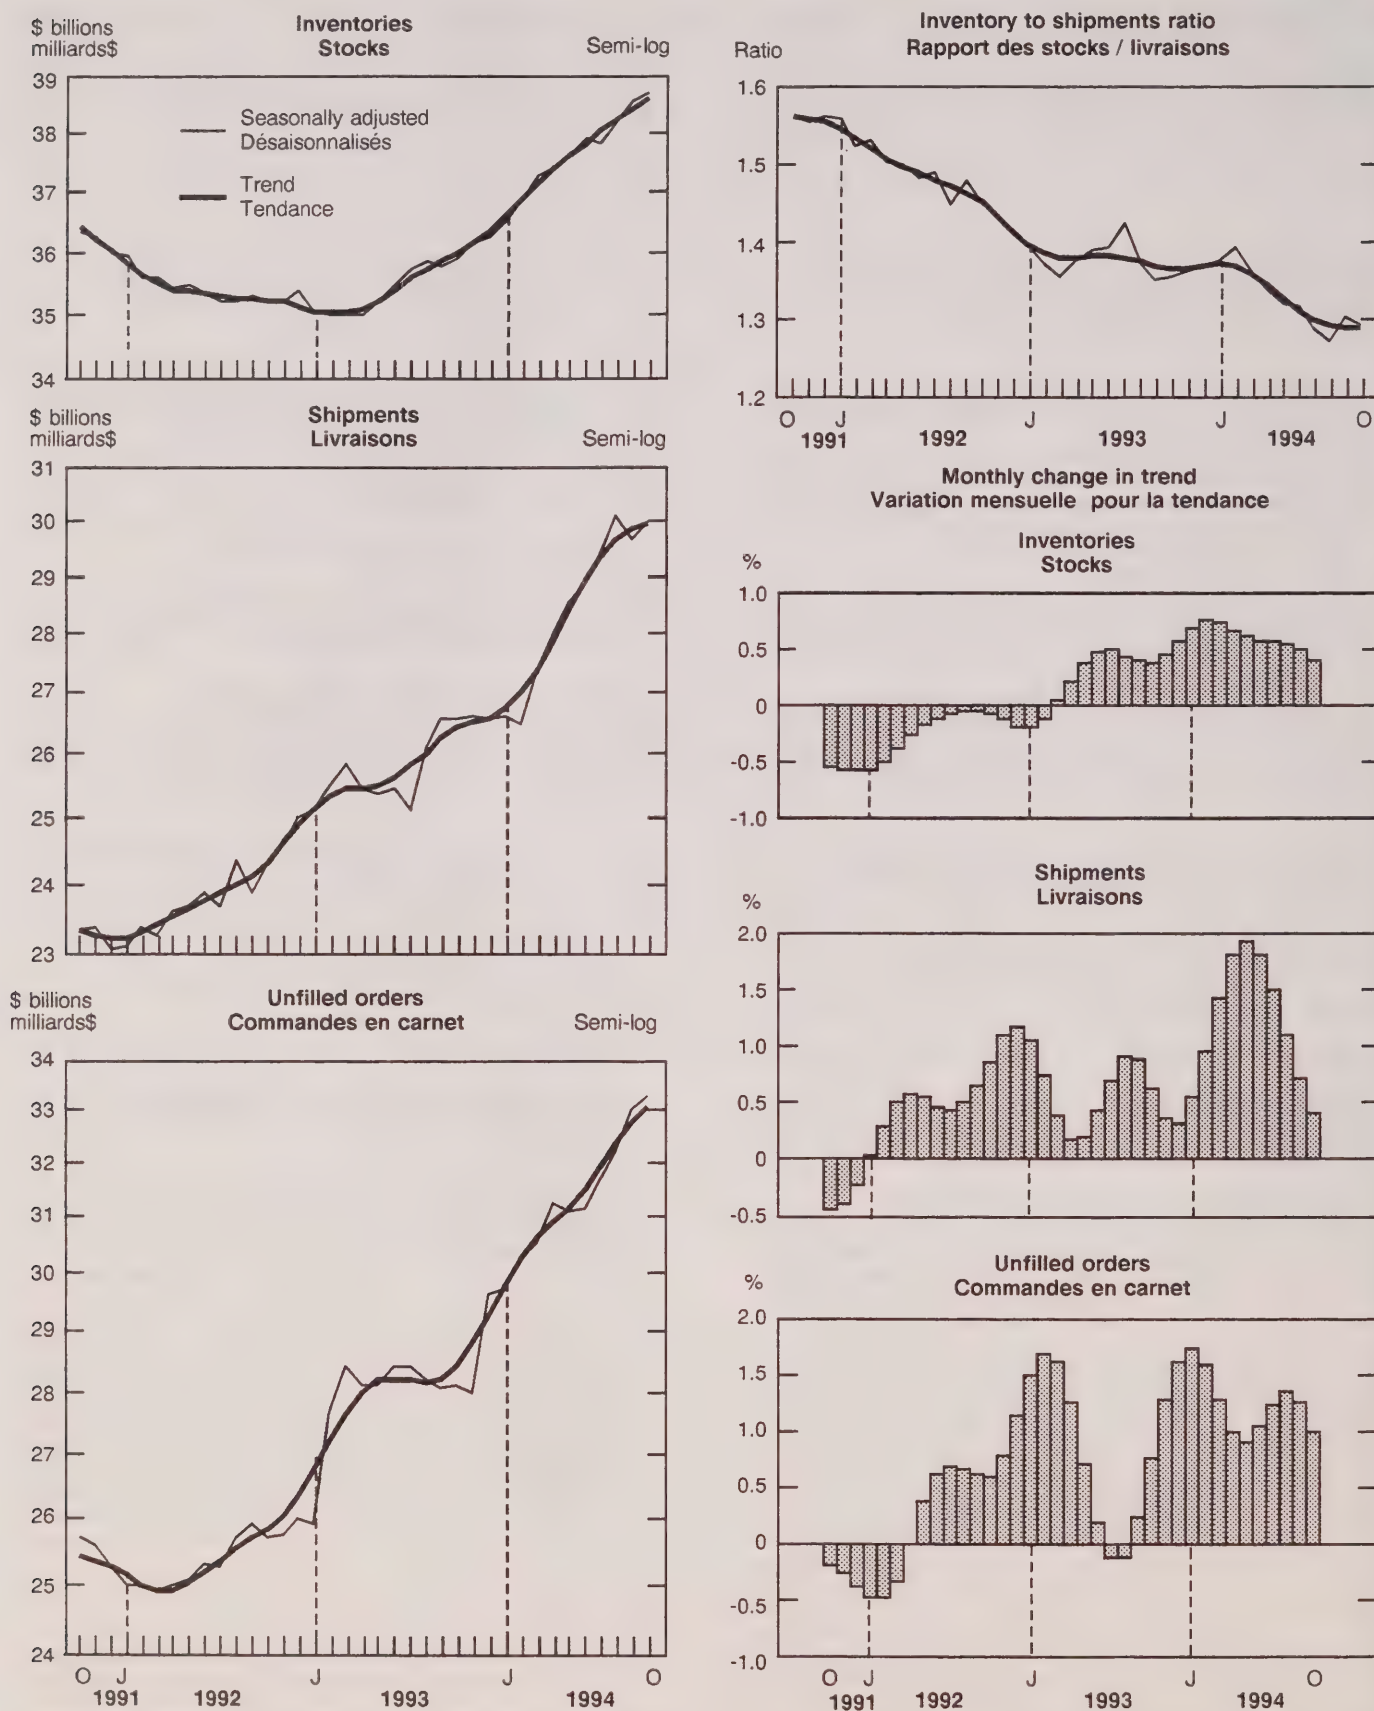 $ billions
milliards$
Inventories
Stocks
Semi-log
39
38
37
36
35
34
Seasonally adjusted
Désaisonnalisés
Trend
Tendance
$ billions
milliards$
Shipments
Livraisons
Semi-log
31
30
29
28
27
26
25
24
23
$ billions
milliards$
Unfilled orders
Commandes en carnet
Semi-log
34
33
32
31
30
29
28
27
26
25
24
O J J J O
1991 1992 1993 1994
Inventory to shipments ratio
Rapport des stocks / livraisons
Ratio
1.6
1.5
1.4
1.3
1.2
O J J J O
1991 1992 1993 1994
Monthly change in trend
Variation mensuelle pour la tendance
Inventories
Stocks
%
1.0
0.5
0
-0.5
-1.0
Shipments
Livraisons
%
2.0
1.5
1.0
0.5
0
-0.5
Unfilled orders
Commandes en carnet
%
2.0
1.5
1.0
0.5
0
-0.5
-1.0
O J J J O
1991 1992 1993 1994